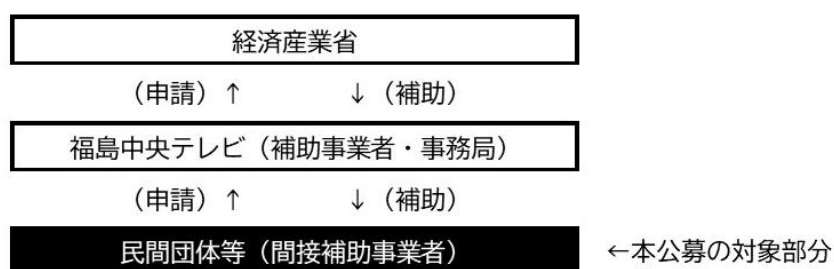 経済産業省
（申請）↑ ↓（補助）
福島中央テレビ（補助事業者・事務局）
（申請）↑ ↓（補助）
民間団体等（間接補助事業者） ←本公募の対象部分